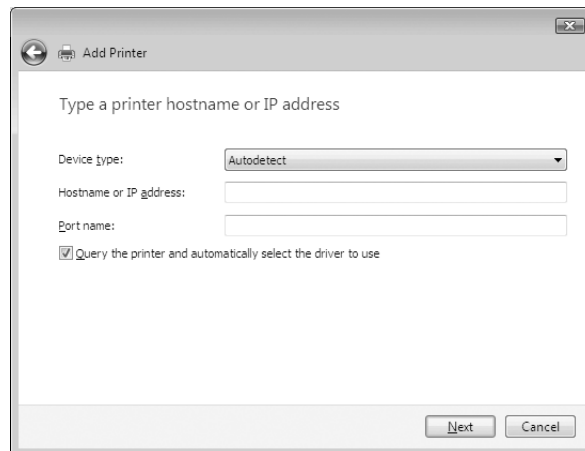 Add Printer
Type a printer hostname or IP address
Device type: Autodetect
Hostname or IP address:
Port name:
Query the printer and automatically select the driver to use
Next Cancel